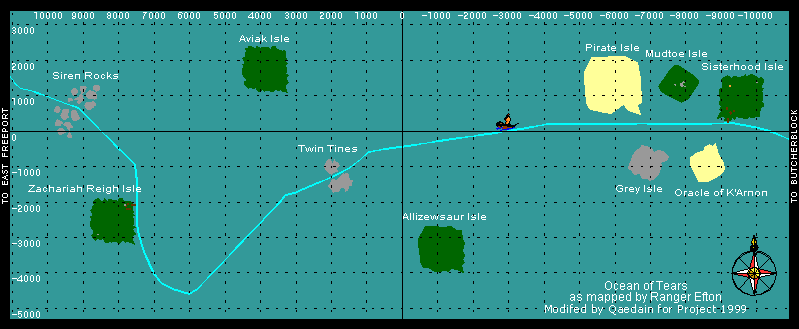 10000 9000 8000 7000 6000 5000 4000 3000 2000 1000 0 -1000 -2000 -3000 -4000 -5000 -6000 -7000 -8000 -9000 -10000
3000
Aviak Isle
Pirate Isle
Mudtoe Isle
2000
Siren Rocks
Sisterhood Isle
1000
0
TO EAST FREEPORT
TO BUTCHERBLOCK
Twin Tines
-1000
Zachariah Reigh Isle
Grey Isle
Oracle of K'Arnon
-2000
Allizewsaur Isle
-3000
-4000
Ocean of Tears
as mapped by Ranger Efton
Modifed by Qaedain for Project 1999
-5000